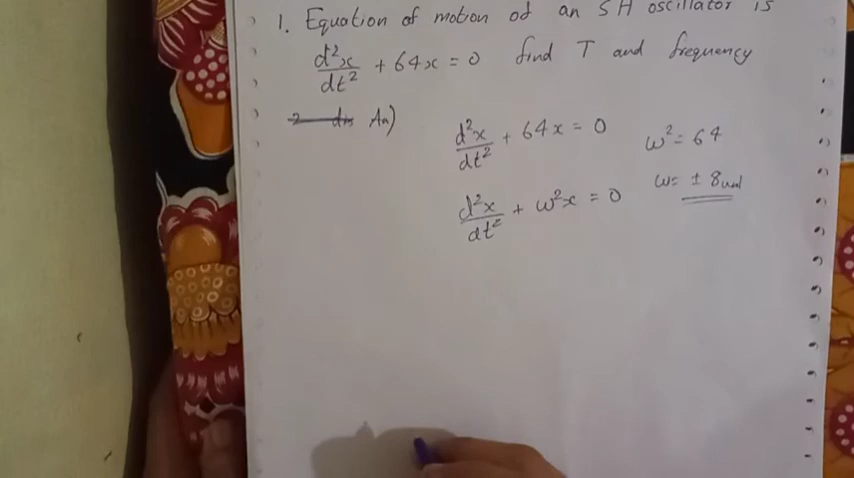 1. Equation of motion of an SH oscillator is
d²x/dt² + 64x = 0 find T and frequency
An)
d²x/dt² + 64x = 0
ω² = 64
d²x/dt² + ω²x = 0
ω = ± 8